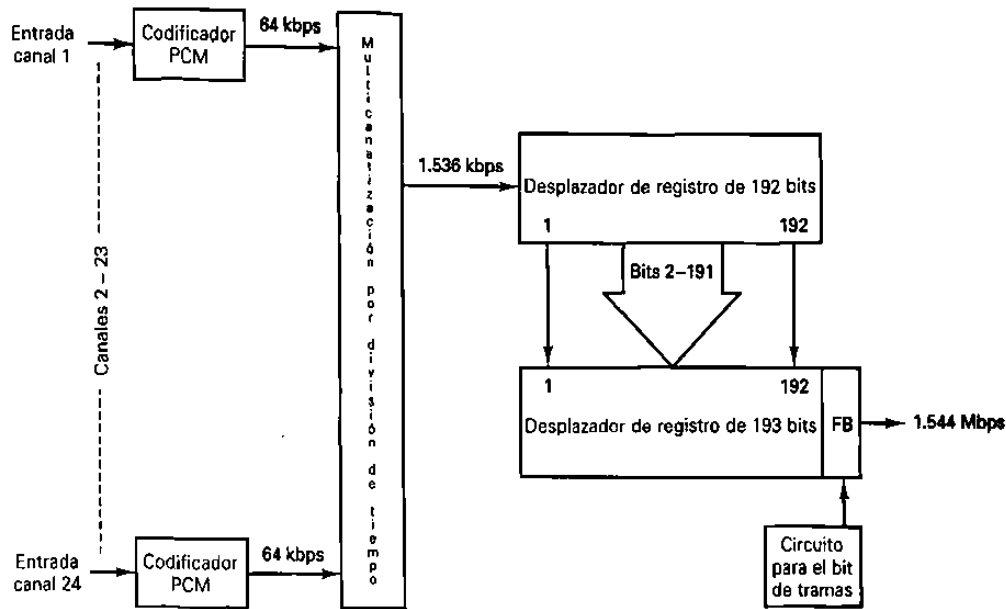 Entrada
canal 1
Codificador
PCM
64 kbps
Canales 2 – 23
Entrada
canal 24
Codificador
PCM
64 kbps
Multicanatización por división de tiempo
1.536 kbps
Desplazador de registro de 192 bits
1
192
Bits 2–191
1
192
Desplazador de registro de 193 bits
FB
1.544 Mbps
Circuito
para el bit
de tramas